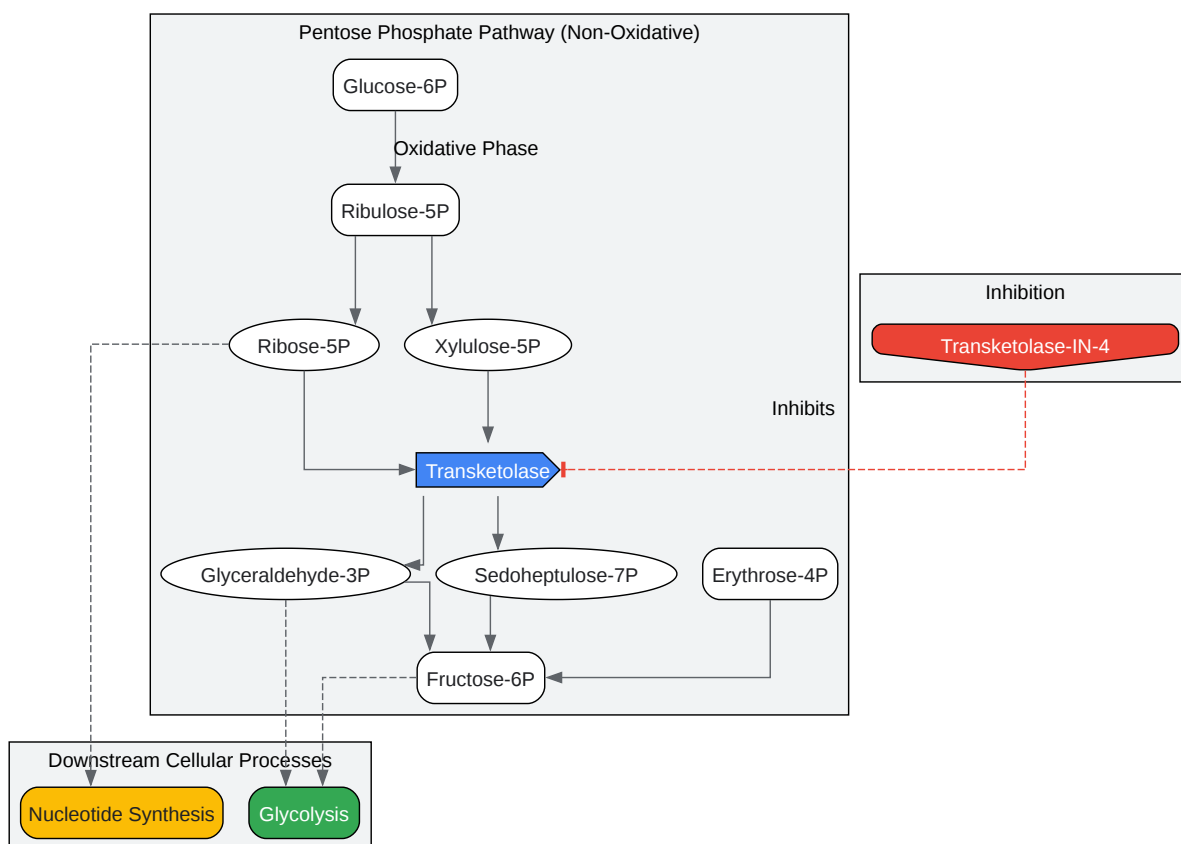 Pentose Phosphate Pathway (Non-Oxidative)
Glucose-6P
Oxidative Phase
Ribulose-5P
Inhibition
Ribose-5P
Xylulose-5P
Transketolase-IN-4
Inhibits
Transketolase
Glyceraldehyde-3P
Sedoheptulose-7P
Erythrose-4P
Fructose-6P
Downstream Cellular Processes
Nucleotide Synthesis
Glycolysis